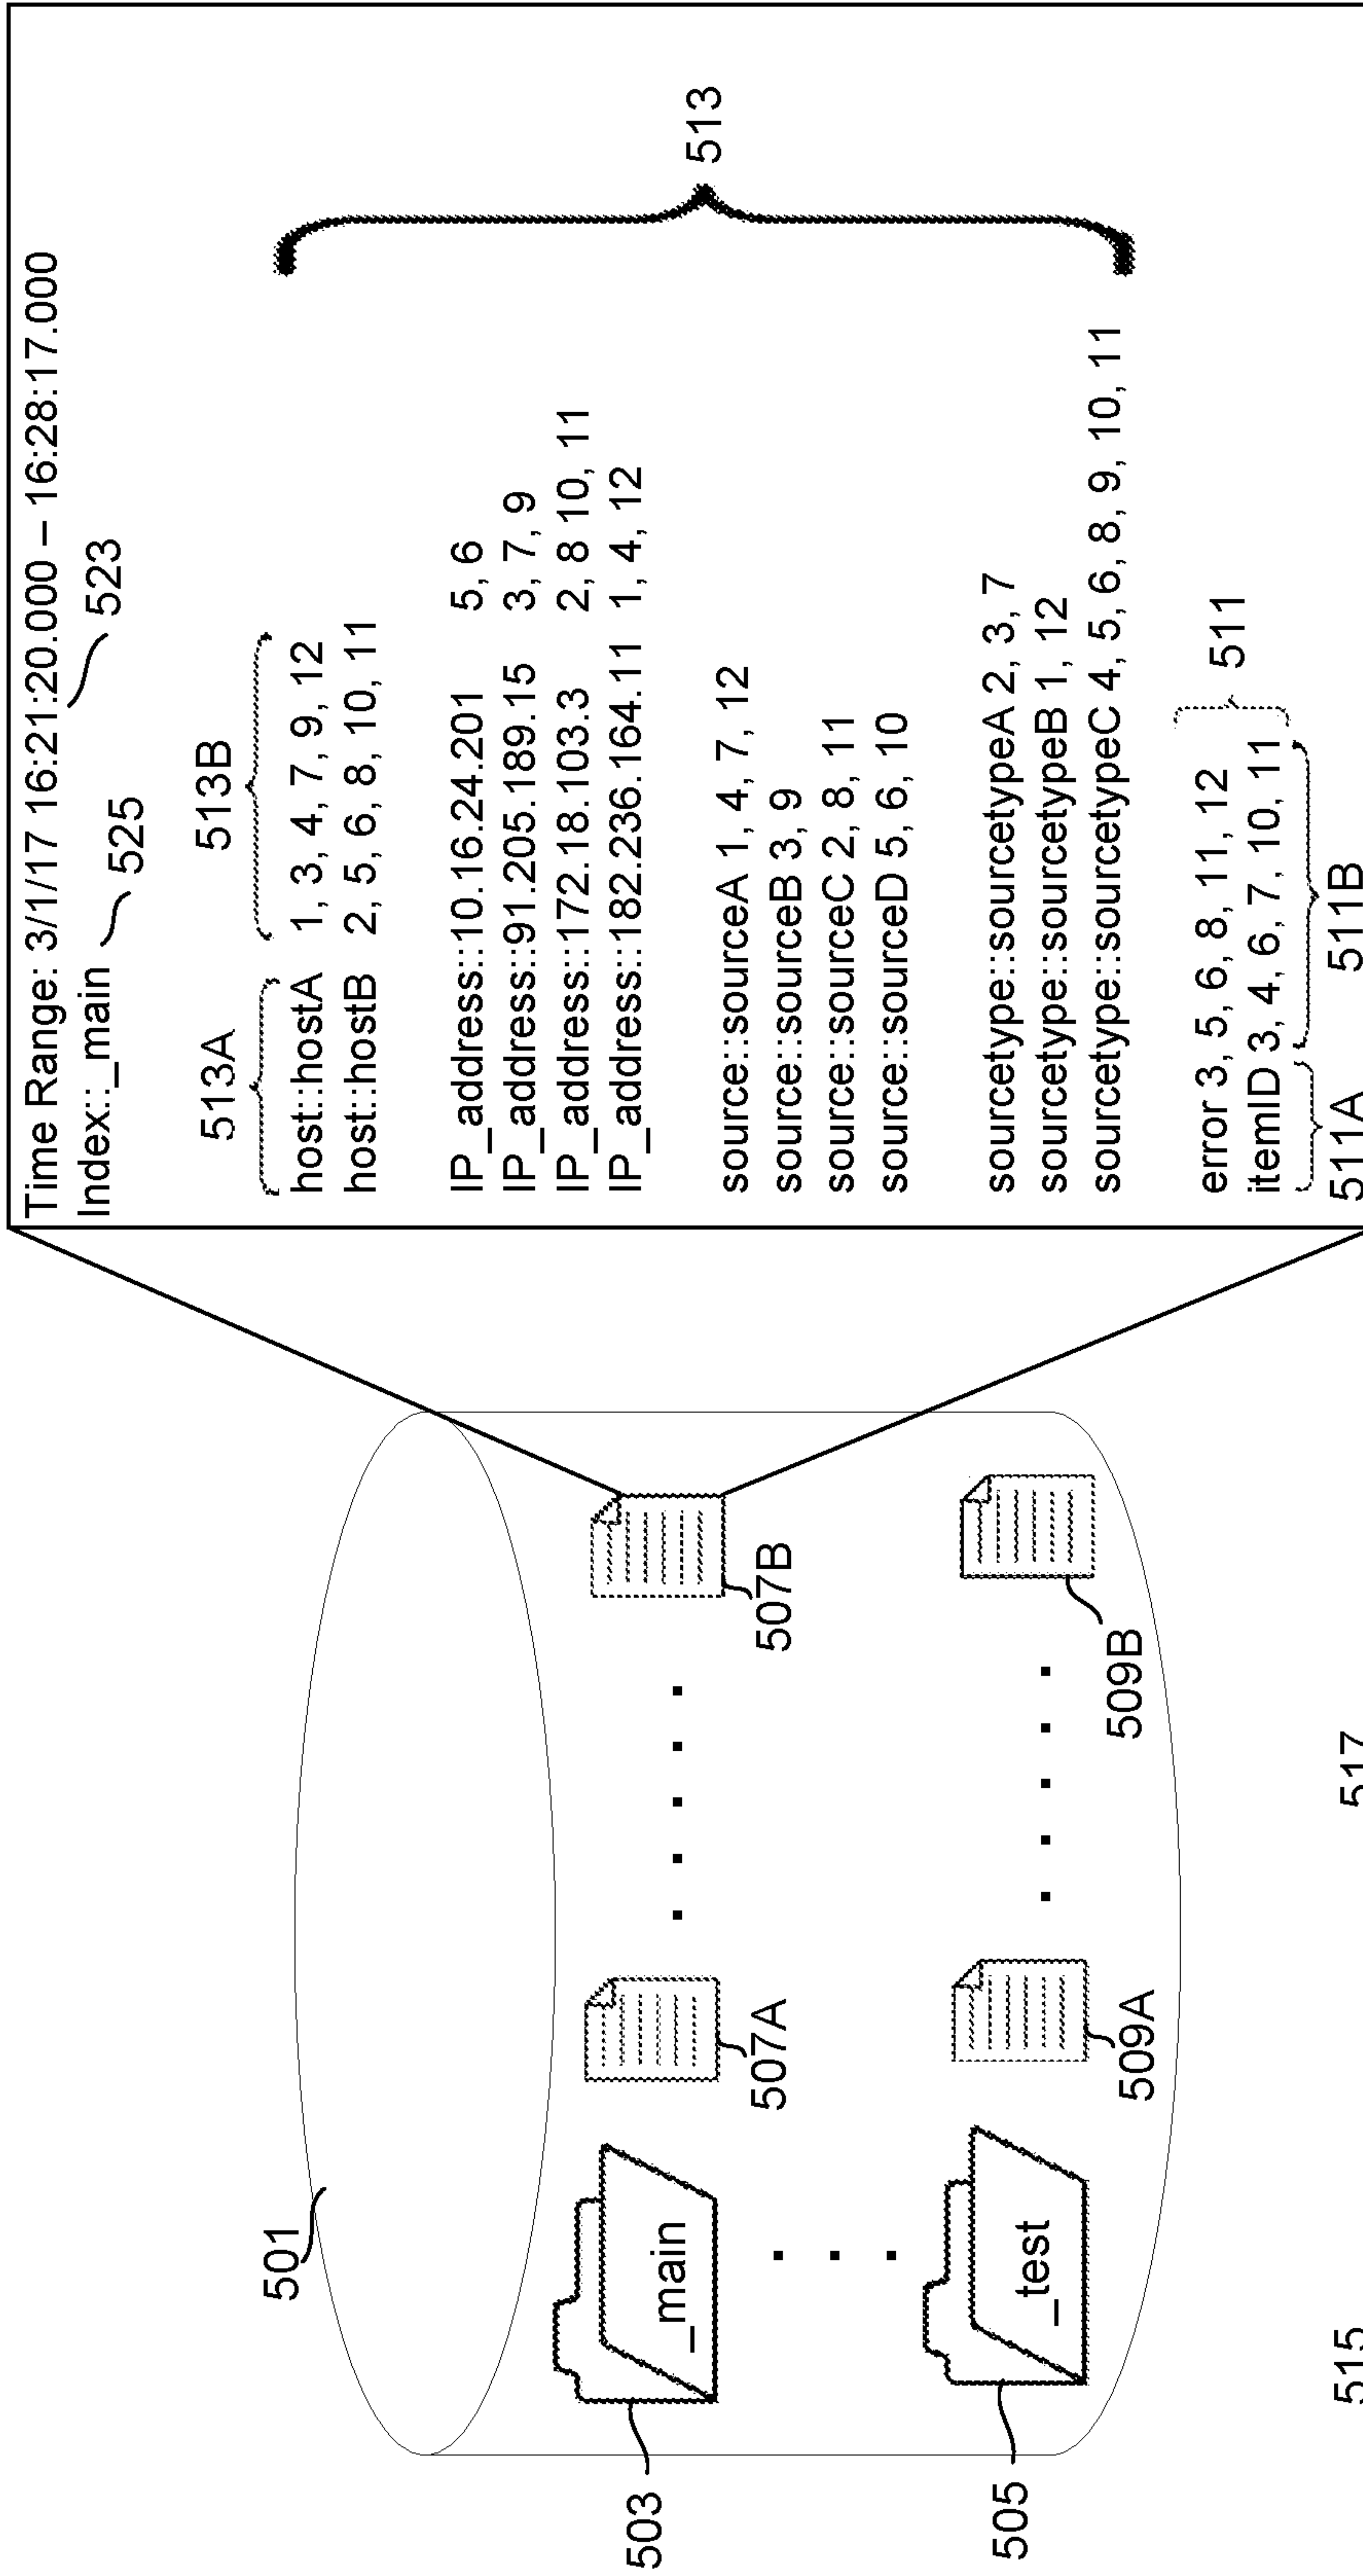 Time Range: 3/1/17 16:21:20.000 – 16:28:17.000
Index::_main
525
523
513A
513B
host::hostA 1, 3, 4, 7, 9, 12
host::hostB 2, 5, 6, 8, 10, 11
IP_address::10.16.24.201 5, 6
IP_address::91.205.189.15 3, 7, 9
IP_address::172.18.103.3 2, 8 10, 11
IP_address::182.236.164.11 1, 4, 12
source::sourceA 1, 4, 7, 12
source::sourceB 3, 9
source::sourceC 2, 8, 11
source::sourceD 5, 6, 10
513
sourcetype::sourcetypeA 2, 3, 7
sourcetype::sourcetypeB 1, 12
sourcetype::sourcetypeC 4, 5, 6, 8, 9, 10, 11
error 3, 5, 6, 8, 11, 12
itemID 3, 4, 6, 7, 10, 11
511
511A
511B
501
503
_main
507A
507B
505
_test
509A
509B
515
517